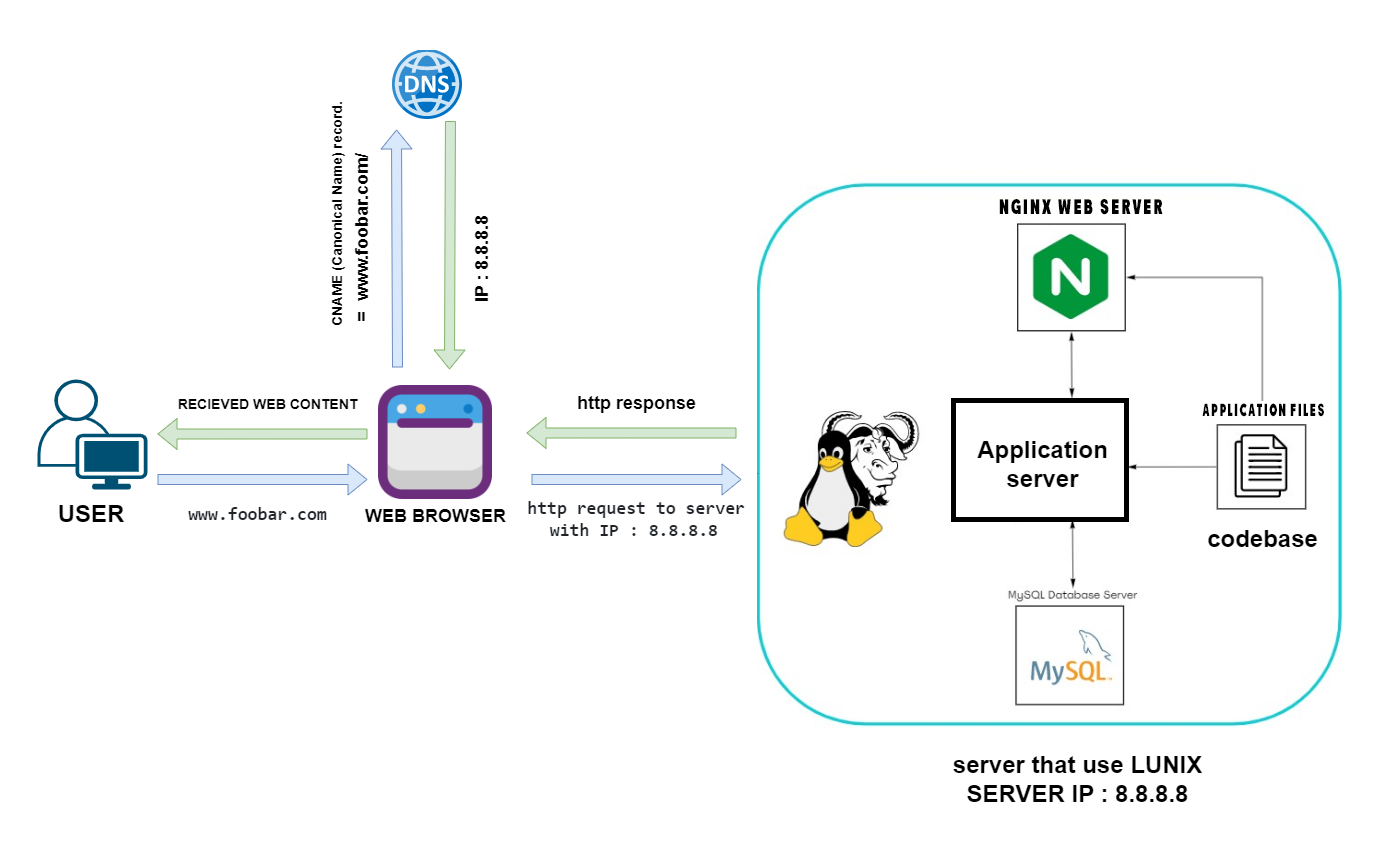 DNS
CNAME (Canonical Name) record.
= www.foobar.com/
IP : 8.8.8.8
NGINX WEB SERVER
N
RECIEVED WEB CONTENT
http response
APPLICATION FILES
Application
server
USER
www.foobar.com
WEB BROWSER
http request to server
with IP : 8.8.8.8
codebase
MySQL Database Server
MySQL
server that use LUNIX
SERVER IP : 8.8.8.8